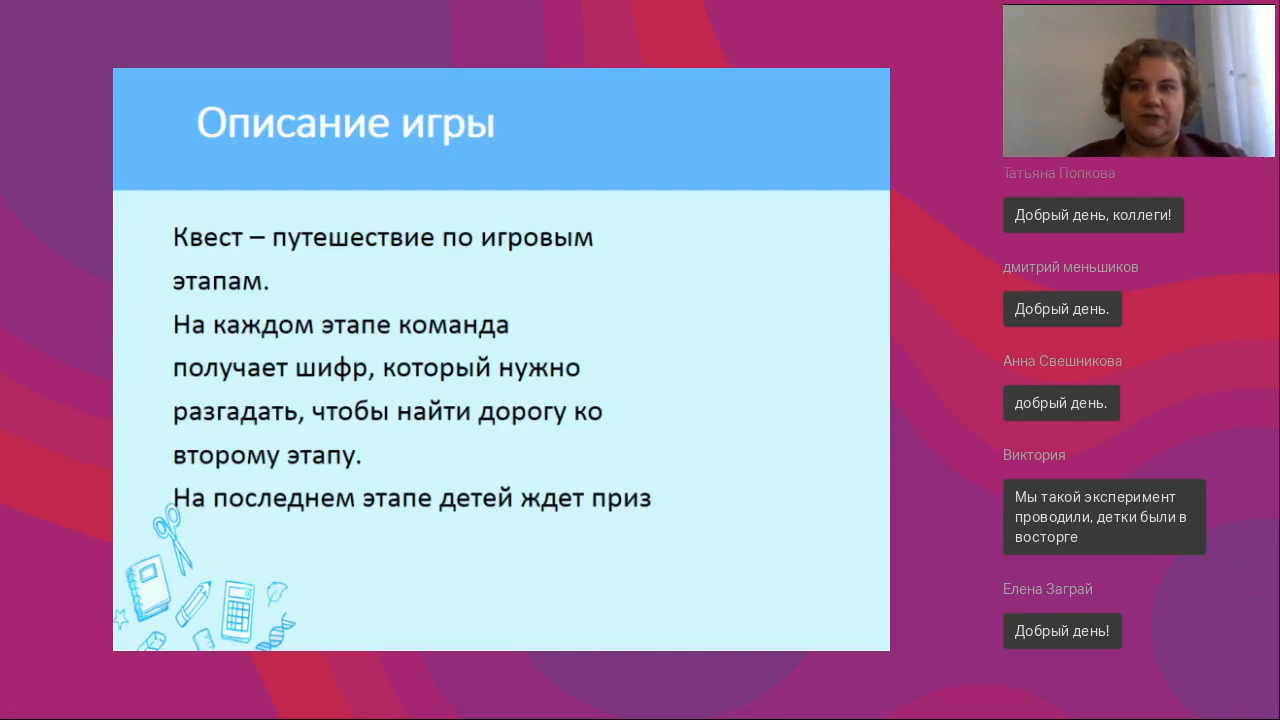 Описание игры
Квест – путешествие по игровым
этапам.
На каждом этапе команда
получает шифр, который нужно
разгадать, чтобы найти дорогу ко
второму этапу.
На последнем этапе детей ждет приз
Татьяна Попкова
Добрый день, коллеги!
дмитрий меньшиков
Добрый день.
Анна Свешникова
добрый день.
Виктория
Мы такой эксперимент
проводили, детки были в
восторге
Елена Заграй
Добрый день!